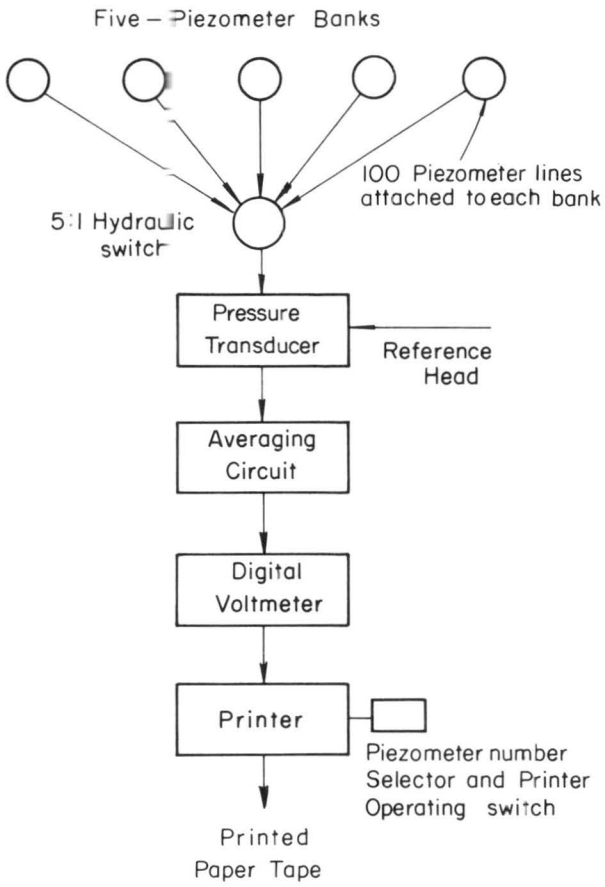 Five-Piezometer Banks
100 Piezometer lines
attached to each bank
5:1 Hydraulic
switch
Pressure
Transducer
Reference
Head
Averaging
Circuit
Digital
Voltmeter
Printer
Piezometer number
Selector and Printer
Operating switch
Printed
Paper Tape